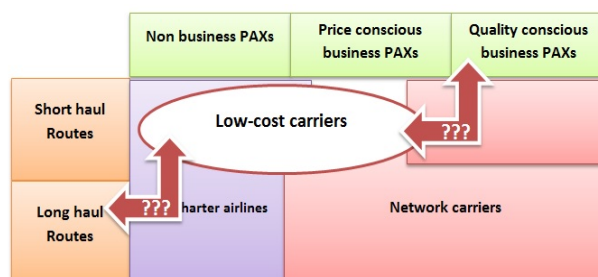 Non business PAXs
Price conscious
business PAXs
Quality conscious
business PAXs
Short haul
Routes
Low-cost carriers
???
Long haul
Routes
???
harter airlines
Network carriers